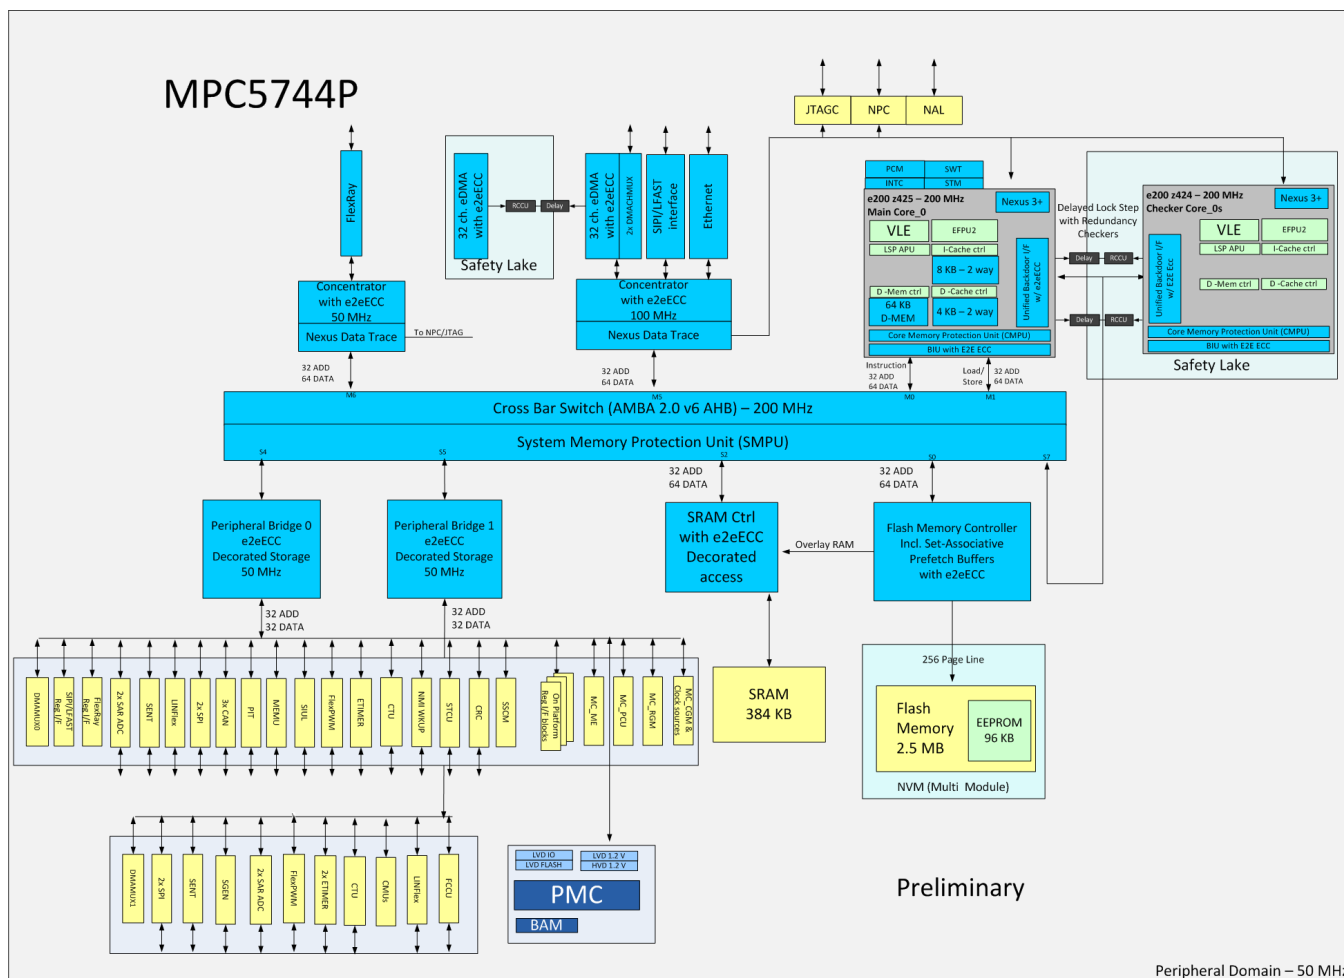 MPC5744P
JTAGC
NPC
NAL
FlexRay
32 ch. eDMA
with e2eECC
RCCU
Delay
Safety Lake
32 ch. eDMA
with e2eECC
2x DMACHMUX
SIPI/LFAST
interface
Ethernet
PCM
SWT
INTC
STM
e200 z425 – 200 MHz
Main Core_0
Nexus 3+
VLE
EFPU2
LSP APU
I-Cache ctrl
8 KB – 2 way
D -Mem ctrl
D -Cache ctrl
64 KB
D-MEM
4 KB – 2 way
Unified Backdoor I/F
w/ e2eECC
Core Memory Protection Unit (CMPU)
BIU with E2E ECC
Delayed Lock Step
with Redundancy
Checkers
Delay
RCCU
Delay
RCCU
e200 z424 – 200 MHz
Checker Core_0s
Nexus 3+
VLE
EFPU2
LSP APU
I-Cache ctrl
D -Mem ctrl
D -Cache ctrl
Unified Backdoor I/F
w/ E2E Ecc
Core Memory Protection Unit (CMPU)
BIU with E2E ECC
Safety Lake
Concentrator
with e2eECC
50 MHz
Nexus Data Trace
To NPC/JTAG
Concentrator
with e2eECC
100 MHz
Nexus Data Trace
32 ADD
64 DATA
32 ADD
64 DATA
Instruction
32 ADD
64 DATA
Load/
Store
32 ADD
64 DATA
M6
M5
M0
M1
Cross Bar Switch (AMBA 2.0 v6 AHB) – 200 MHz
System Memory Protection Unit (SMPU)
S4
S5
S2
S0
S7
32 ADD
64 DATA
32 ADD
64 DATA
Peripheral Bridge 0
e2eECC
Decorated Storage
50 MHz
Peripheral Bridge 1
e2eECC
Decorated Storage
50 MHz
SRAM Ctrl
with e2eECC
Decorated
access
Overlay RAM
Flash Memory Controller
Incl. Set-Associative
Prefetch Buffers
with e2eECC
32 ADD
32 DATA
32 ADD
32 DATA
DMAMUX0
SIPI/LFAST
Reg I/F
FlexRay
Reg I/F
2x SAR ADC
SENT
LINFlex
2x SPI
3x CAN
PIT
MEMU
SIUL
FlexPWM
ETIMER
CTU
NMI WKUP
STCU
CRC
SSCM
On Platform
Reg I/F blocks
MC_ME
MC_PCU
MC_RGM
MC_CGM &
Clock sources
SRAM
384 KB
256 Page Line
Flash
Memory
2.5 MB
EEPROM
96 KB
NVM (Multi Module)
DMAMUX1
2x SPI
SENT
SGEN
2x SAR ADC
FlexPWM
2x ETIMER
CTU
CMUs
LINFlex
FCCU
LVD IO
LVD 1.2 V
LVD FLASH
HVD 1.2 V
PMC
BAM
Preliminary
Peripheral Domain – 50 MHz